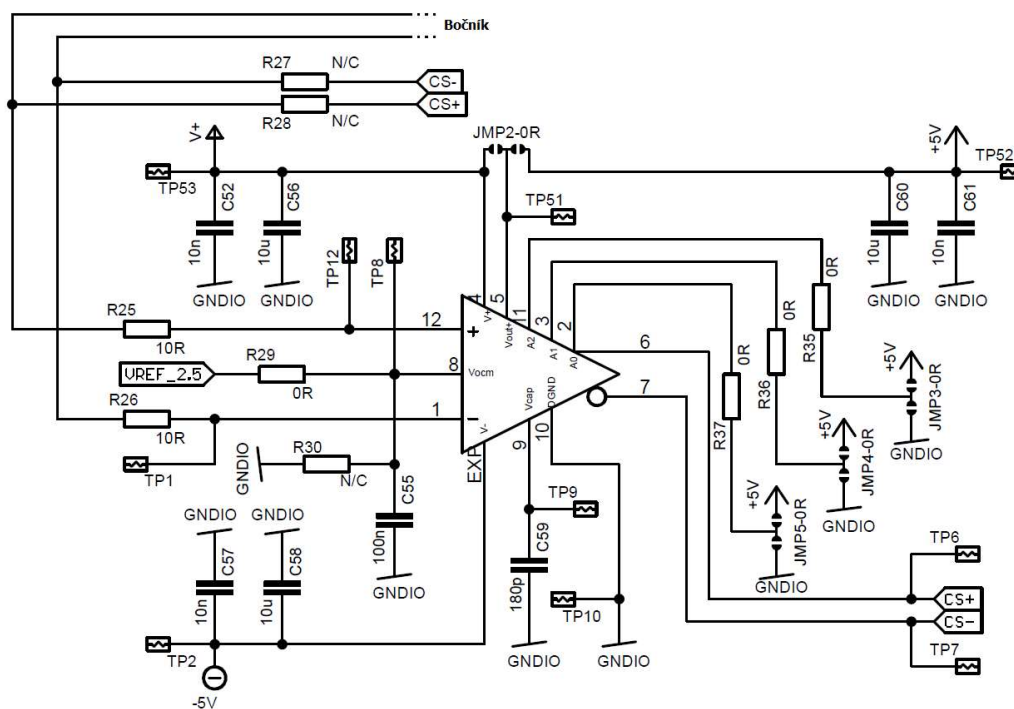 Bočník
R27 N/C
CS-
CS+
R28 N/C
JMP2-0R
V+
+5V
TP53
TP52
C52
10n
GNDIO
C56
10u
GNDIO
TP51
C60
10u
GNDIO
C61
10n
GNDIO
TP12
TP8
4
5
11
3
2
V+
Vout+
A2
A1
A0
0R
R35
0R
R36
0R
R37
R25
10R
12
+
6
VREF_2.5
R29
0R
8
Vocm
7
R26
10R
1
-
V-
Vcap
DGND
9
10
EXP
TP1
GNDIO
R30
N/C
C55
100n
GNDIO
+5V
JMP3-0R
GNDIO
+5V
JMP4-0R
GNDIO
+5V
JMP5-0R
GNDIO
GNDIO
C57
10n
GNDIO
C58
10u
TP9
C59
180p
GNDIO
TP10
GNDIO
TP6
CS+
CS-
TP7
TP2
-5V